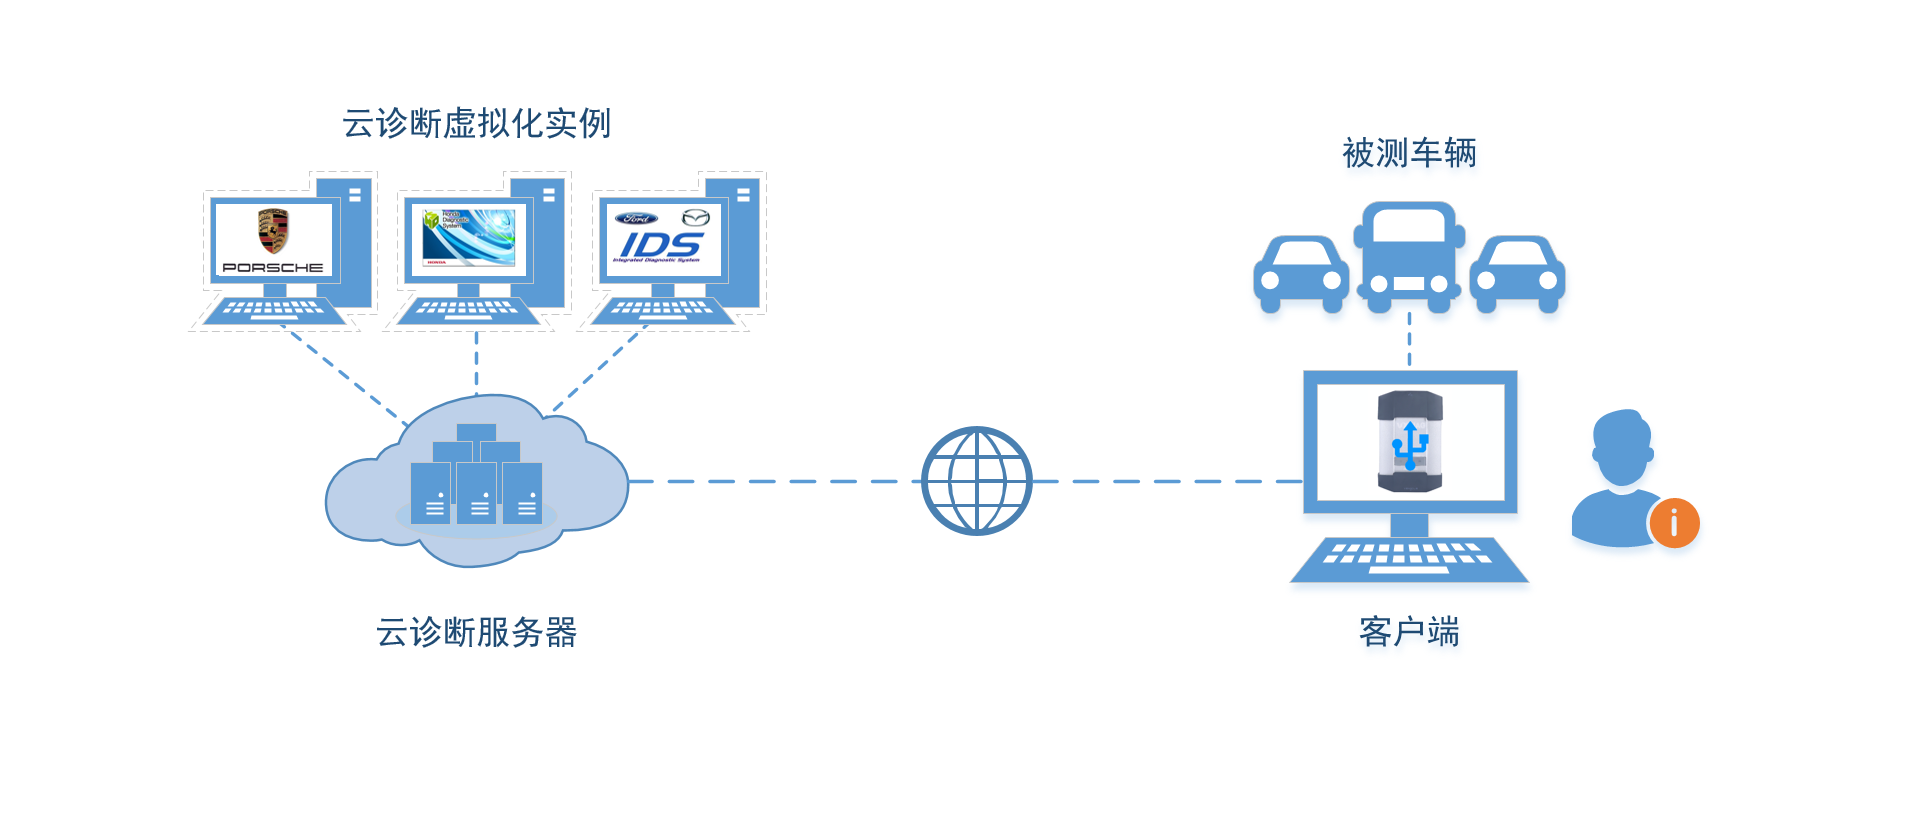 云诊断虚拟化实例
PORSCHE
PORSCHE
Honda
Diagnostic
System
HONDA
Ford
IDS
Integrated Diagnostic System
云诊断服务器
被测车辆
i
客户端